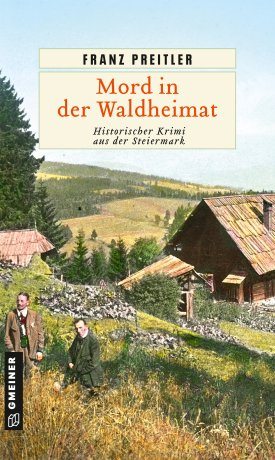 FRANZ PREITLER
Mord in
der Waldheimat
Historischer Krimi
aus der Steiermark
GMEINER